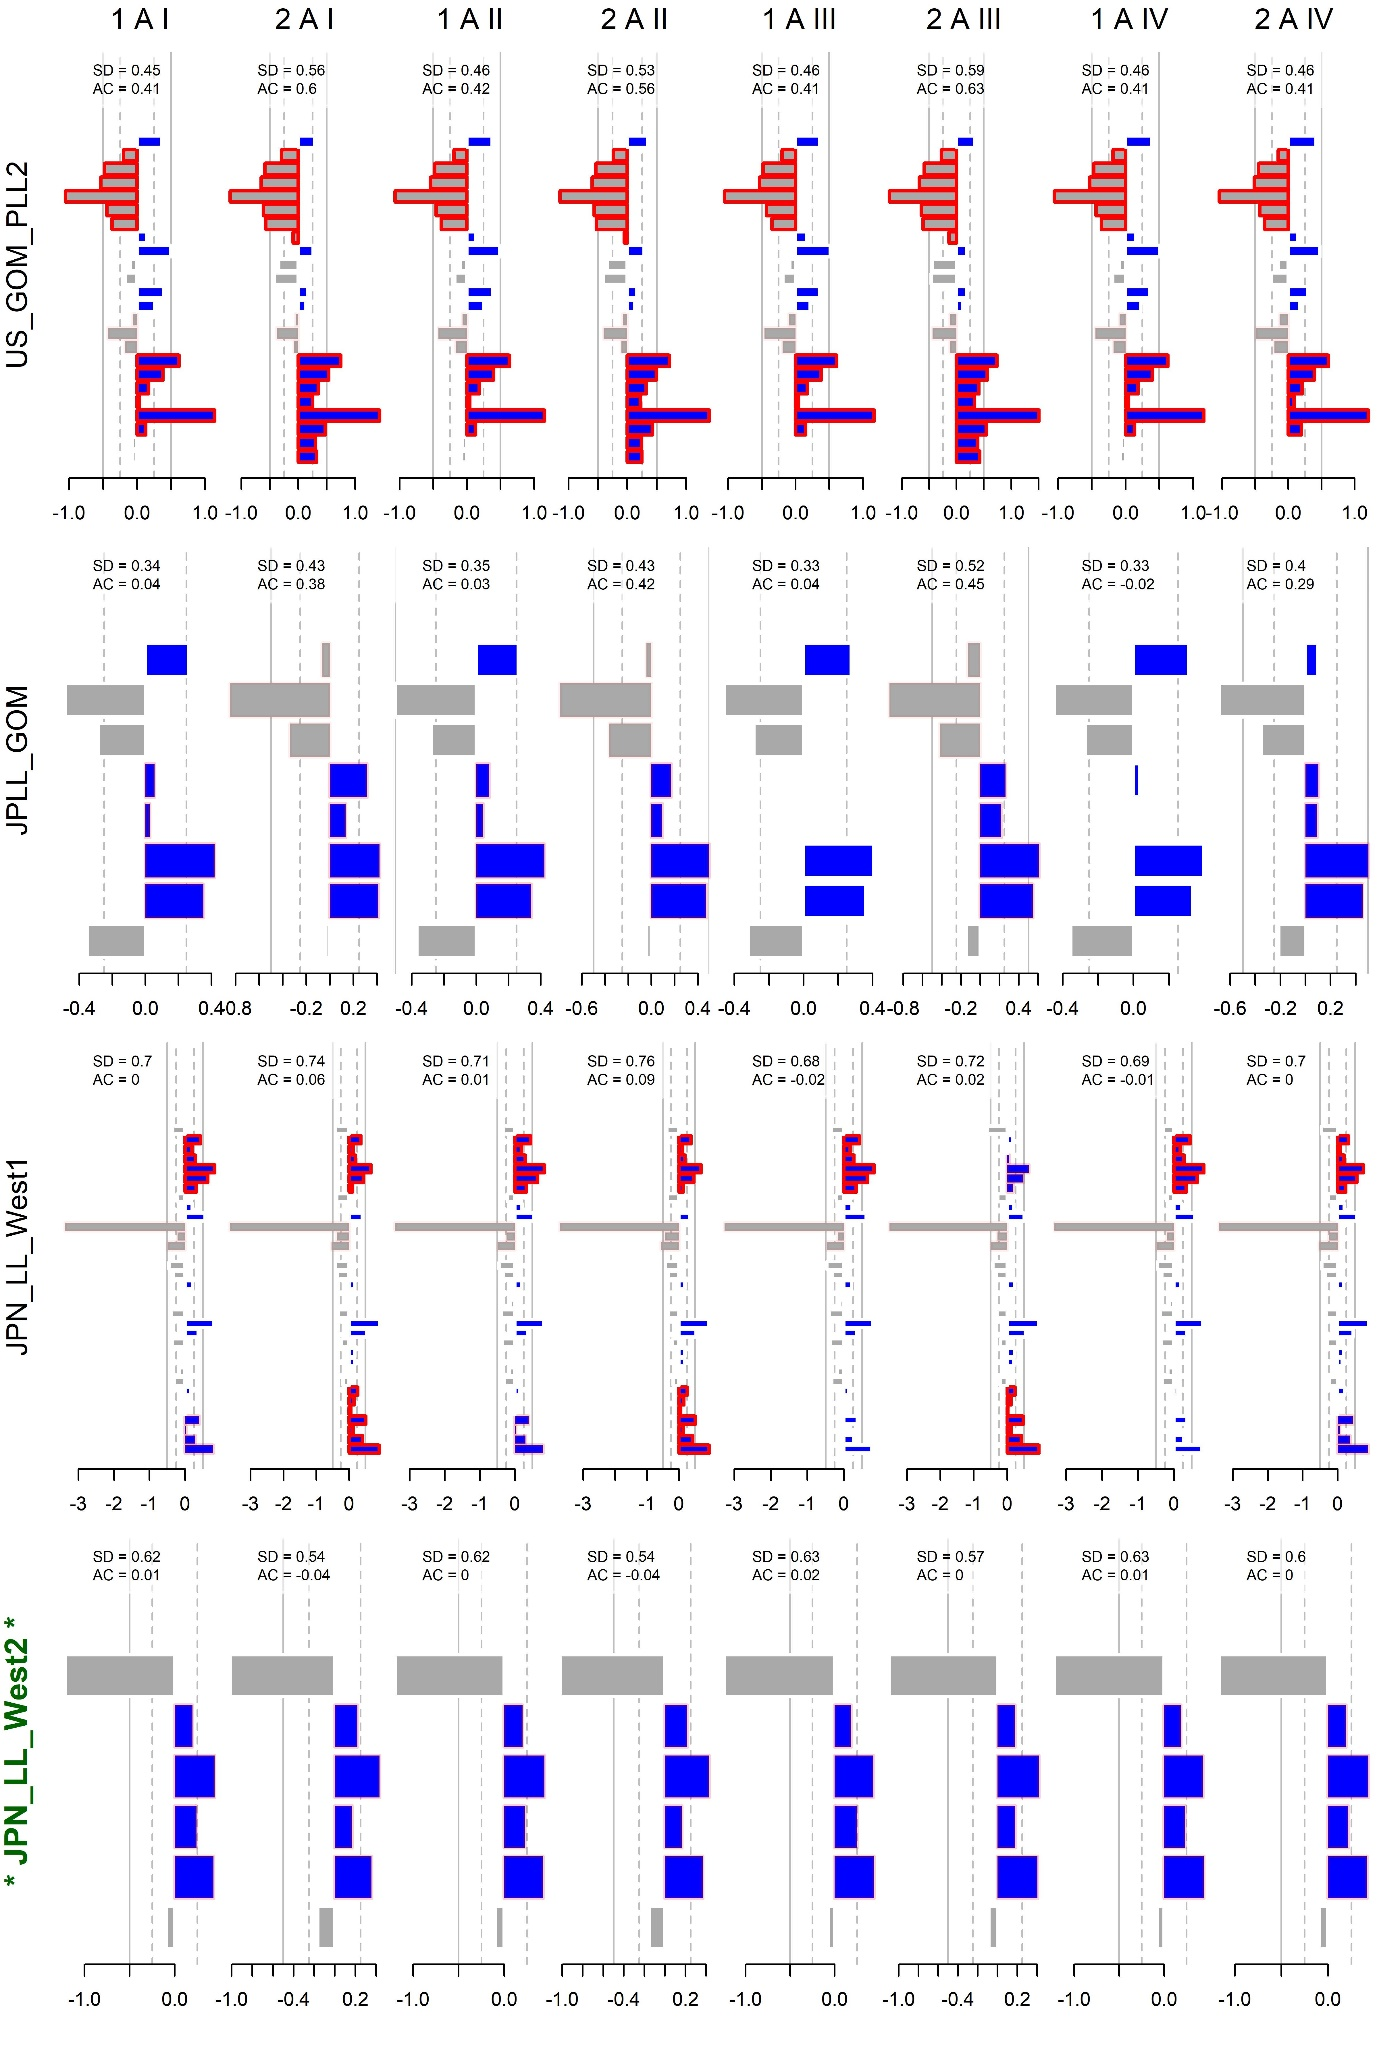 1 A I 2 A I 1 A II 2 A II 1 A III 2 A III 1 A IV 2 A IV
US_GOM_PLL2
SD = 0.45 SD = 0.56 SD = 0.46 SD = 0.53 SD = 0.46 SD = 0.59 SD = 0.46 SD = 0.46
AC = 0.41 AC = 0.6 AC = 0.42 AC = 0.56 AC = 0.41 AC = 0.63 AC = 0.41 AC = 0.41
-1.0 0.0 1.0 -1.0 0.0 1.0 -1.0 0.0 1.0 -1.0 0.0 1.0 -1.0 0.0 1.0 -1.0 0.0 1.0 -1.0 0.0 1.0 -1.0 0.0 1.0
JPLL_GOM
SD = 0.34 SD = 0.43 SD = 0.35 SD = 0.43 SD = 0.33 SD = 0.52 SD = 0.33 SD = 0.4
AC = 0.04 AC = 0.38 AC = 0.03 AC = 0.42 AC = 0.04 AC = 0.45 AC = -0.02 AC = 0.29
-0.4 0.0 0.4 -0.8 -0.2 0.2 -0.4 0.0 0.4 -0.6 -0.2 0.2 -0.4 0.0 0.4 -0.8 -0.2 0.4 -0.4 0.0 -0.6 -0.2 0.2
JPN_LL_West1
SD = 0.7 SD = 0.74 SD = 0.71 SD = 0.76 SD = 0.68 SD = 0.72 SD = 0.69 SD = 0.7
AC = 0 AC = 0.06 AC = 0.01 AC = 0.09 AC = -0.02 AC = 0.02 AC = -0.01 AC = 0
-3 -2 -1 0 -3 -2 -1 0 -3 -2 -1 0 -3 -2 -1 0 -3 -2 -1 0 -3 -2 -1 0 -3 -2 -1 0 -3 -2 -1 0
* JPN_LL_West2 *
SD = 0.62 SD = 0.54 SD = 0.62 SD = 0.54 SD = 0.63 SD = 0.57 SD = 0.63 SD = 0.6
AC = 0.01 AC = -0.04 AC = 0 AC = -0.04 AC = 0.02 AC = 0 AC = 0.01 AC = 0
-1.0 0.0 -1.0 -0.4 0.2 -1.0 0.0 -1.0 -0.4 0.2 -1.0 0.0 -1.0 -0.4 0.2 -1.0 0.0 -1.0 0.0